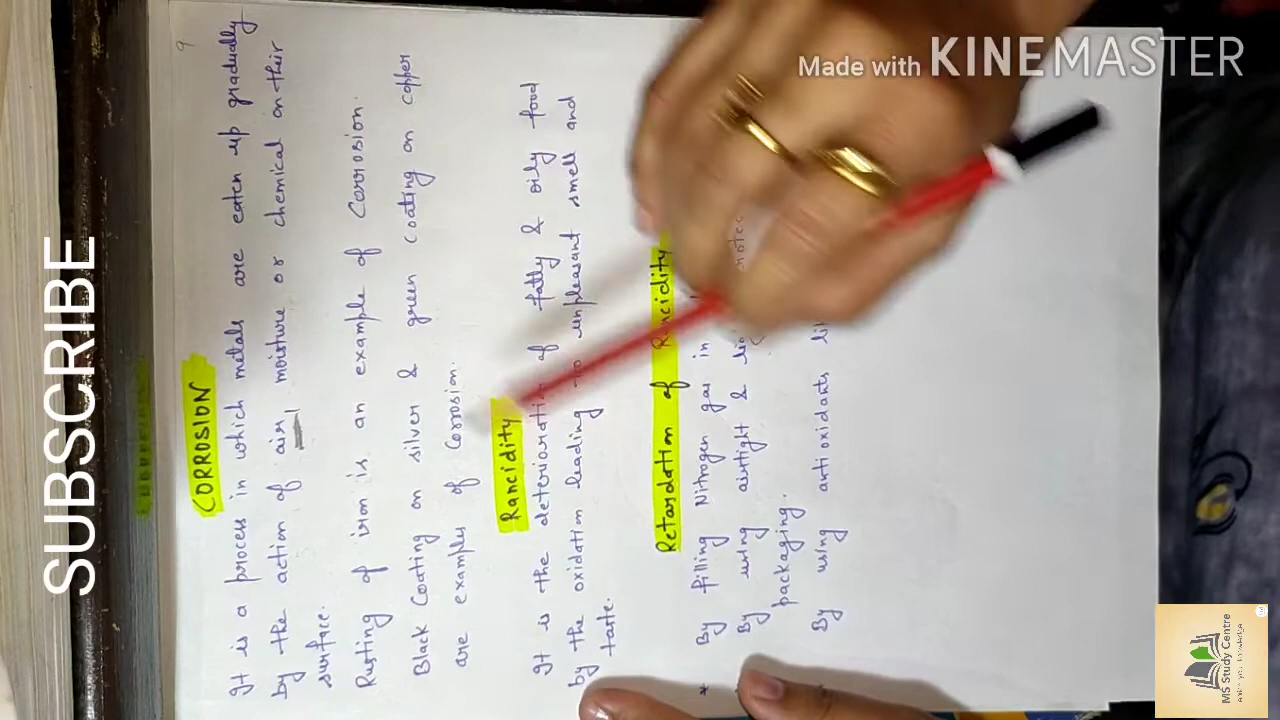 9
CORROSION
It is a process in which metals are eaten up gradually
by the action of air moisture or chemical on their
surface.
Rusting of iron is an example of Corrosion.
Black Coating on silver & green coating on copper
are examples of Corrosion.
Rancidity
It is the deterioration of fatty & oily food
by the oxidation leading to unpleasant smell and
taste.
Retardation of Rancidity
* By filling Nitrogen gas in
By using airtight &
packaging.
By using antioxidants
Made with KINEMASTER
SUBSCRIBE
MS Study Centre